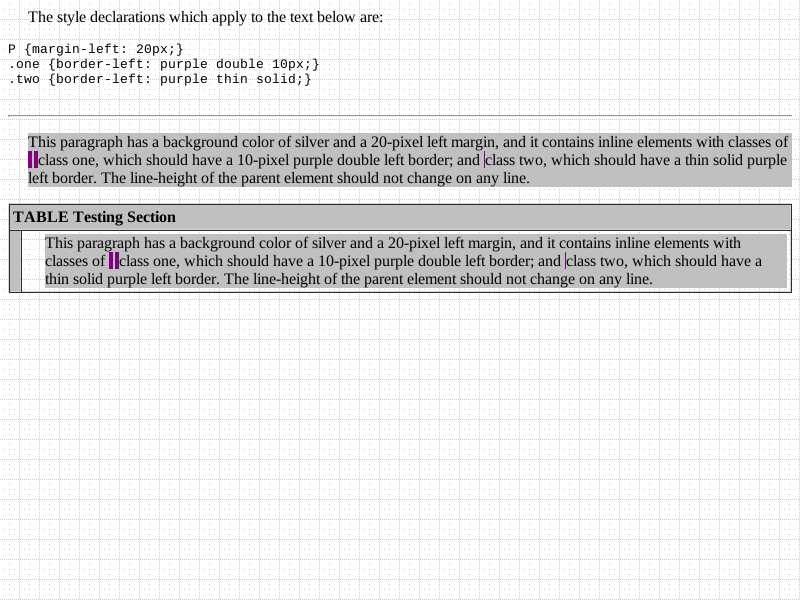 The style declarations which apply to the text below are:
P {margin-left: 20px;}
.one {border-left: purple double 10px;}
.two {border-left: purple thin solid;}
This paragraph has a background color of silver and a 20-pixel left margin, and it contains inline elements with classes of
class one, which should have a 10-pixel purple double left border; and class two, which should have a thin solid purple
left border. The line-height of the parent element should not change on any line.
TABLE Testing Section
This paragraph has a background color of silver and a 20-pixel left margin, and it contains inline elements with
classes of class one, which should have a 10-pixel purple double left border; and class two, which should have a
thin solid purple left border. The line-height of the parent element should not change on any line.